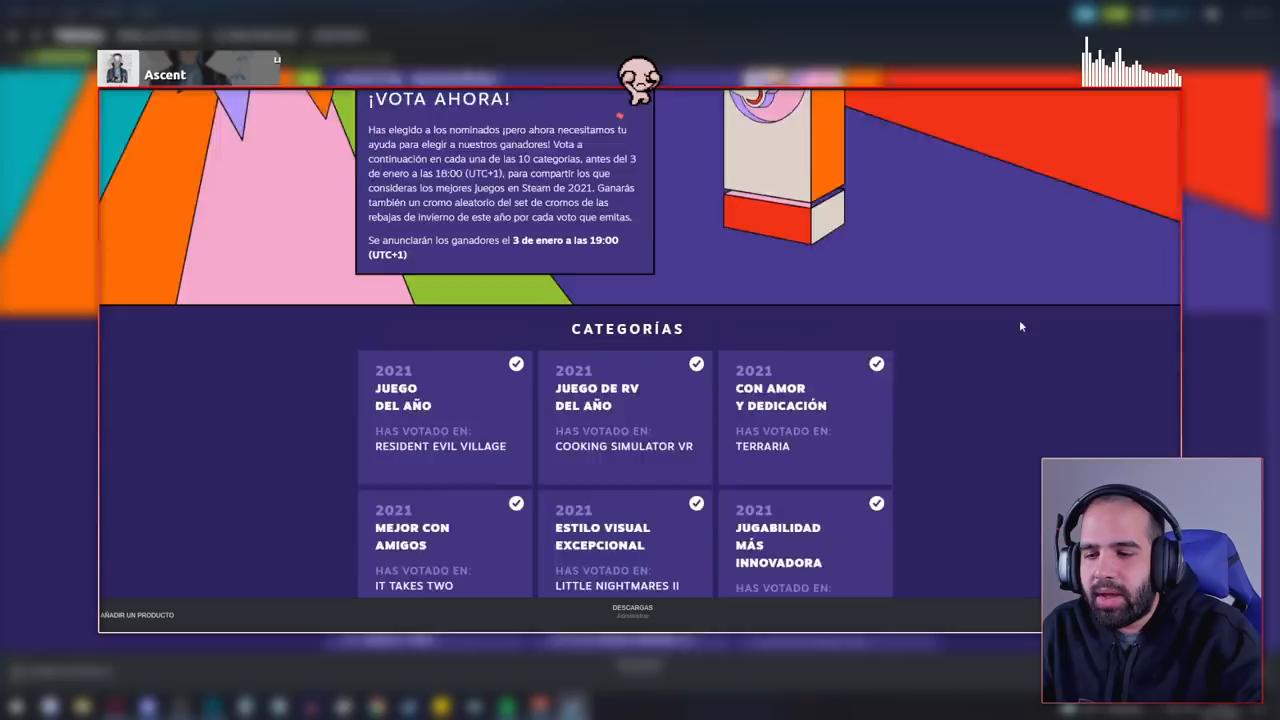 Ascent
¡VOTA AHORA!
Has elegido a los nominados ¡pero ahora necesitamos tu
ayuda para elegir a nuestros ganadores! Vota a
continuación en cada una de las 10 categorías, antes del 3
de enero a las 18:00 (UTC+1), para compartir los que
consideras los mejores juegos en Steam de 2021. Ganarás
también un cromo aleatorio del set de cromos de las
rebajas de invierno de este año por cada voto que emitas.
Se anunciarán los ganadores el 3 de enero a las 19:00
(UTC+1)
CATEGORÍAS
2021
JUEGO
DEL AÑO
HAS VOTADO EN:
RESIDENT EVIL VILLAGE
2021
JUEGO DE RV
DEL AÑO
HAS VOTADO EN:
COOKING SIMULATOR VR
2021
CON AMOR
Y DEDICACIÓN
HAS VOTADO EN:
TERRARIA
2021
MEJOR CON
AMIGOS
HAS VOTADO EN:
IT TAKES TWO
2021
ESTILO VISUAL
EXCEPCIONAL
HAS VOTADO EN:
LITTLE NIGHTMARES II
2021
JUGABILIDAD
MÁS
INNOVADORA
HAS VOTADO EN:
AÑADIR UN PRODUCTO
DESCARGAS
Administrar